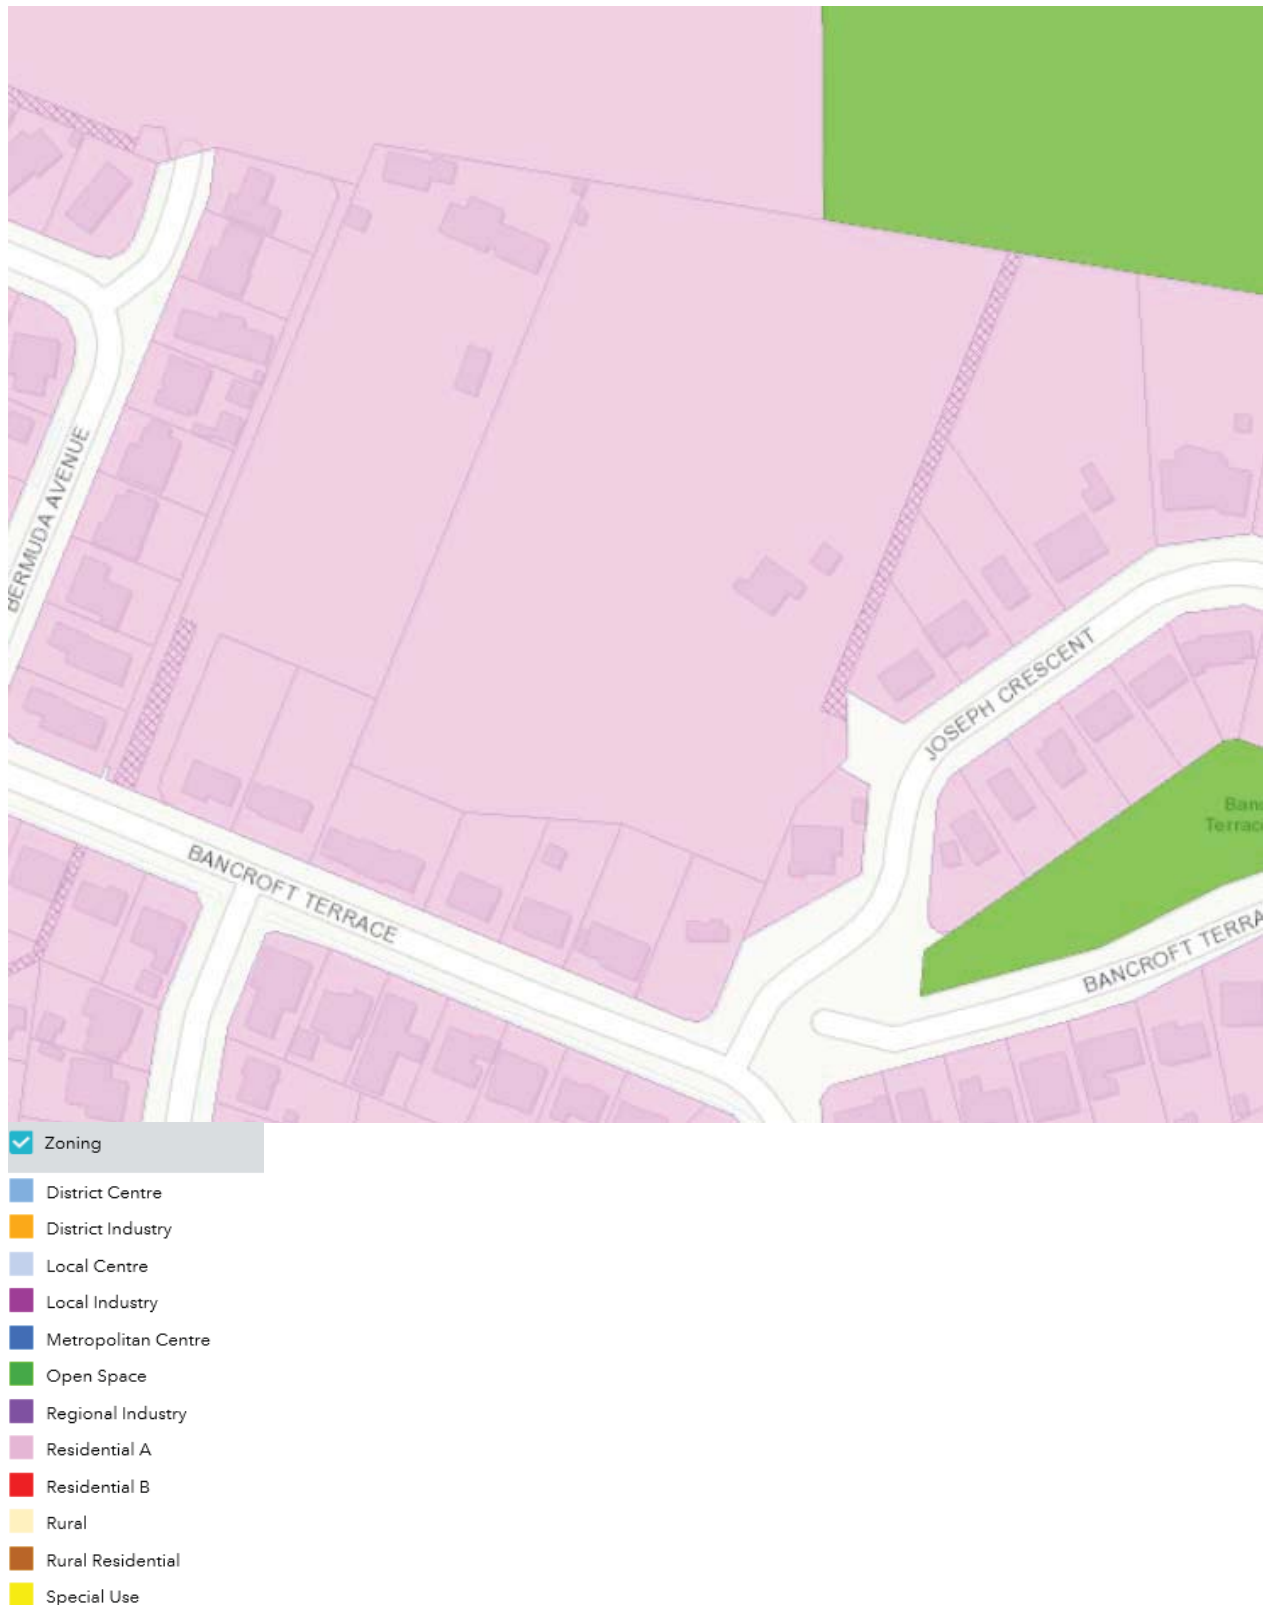 BERMUDA AVENUE
JOSEPH CRESCENT
BANCROFT TERRACE
BANCROFT TERRA
Zoning
District Centre
District Industry
Local Centre
Local Industry
Metropolitan Centre
Open Space
Regional Industry
Residential A
Residential B
Rural
Rural Residential
Special Use